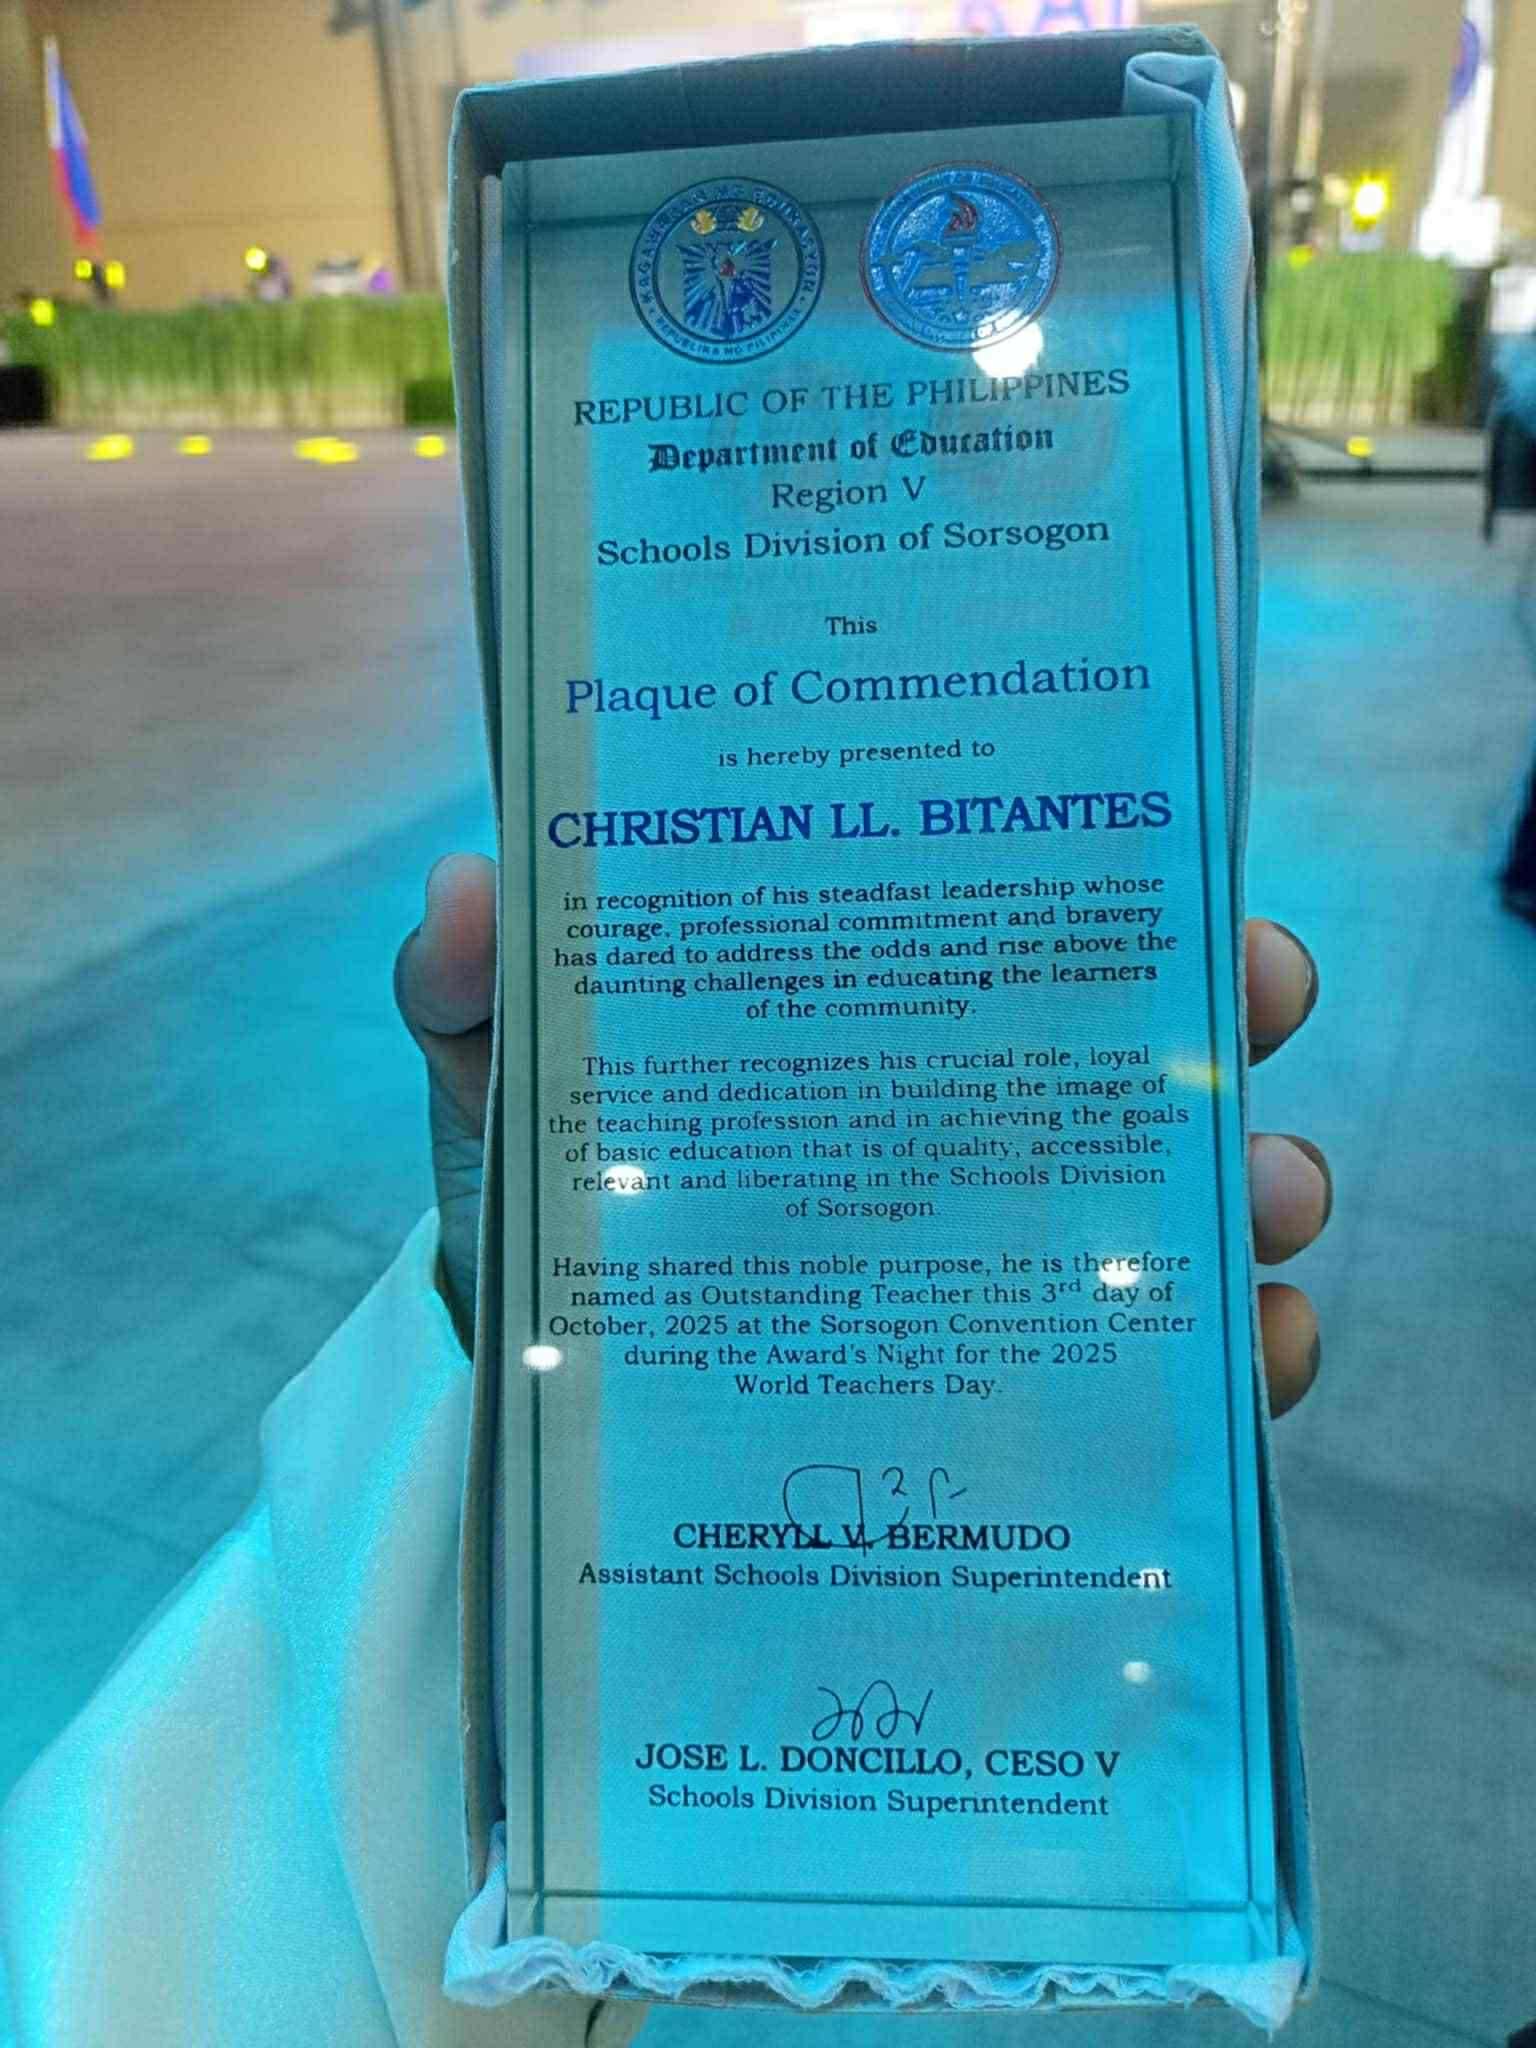 KAGAWARAN NG EDUKASYON
REPUBLIKA NG PILIPINAS
REPUBLIC OF THE PHILIPPINES
Department of Education
Region V
Schools Division of Sorsogon
This
Plaque of Commendation
is hereby presented to
CHRISTIAN LL. BITANTES
in recognition of his steadfast leadership whose
courage, professional commitment and bravery
has dared to address the odds and rise above the
daunting challenges in educating the learners
of the community.
This further recognizes his crucial role, loyal
service and dedication in building the image of
the teaching profession and in achieving the goals
of basic education that is of quality, accessible,
relevant and liberating in the Schools Division
of Sorsogon.
Having shared this noble purpose, he is therefore
named as Outstanding Teacher this 3rd day of
October, 2025 at the Sorsogon Convention Center
during the Award's Night for the 2025
World Teachers Day.
CHERYLL V. BERMUDO
Assistant Schools Division Superintendent
JOSE L. DONCILLO, CESO V
Schools Division Superintendent